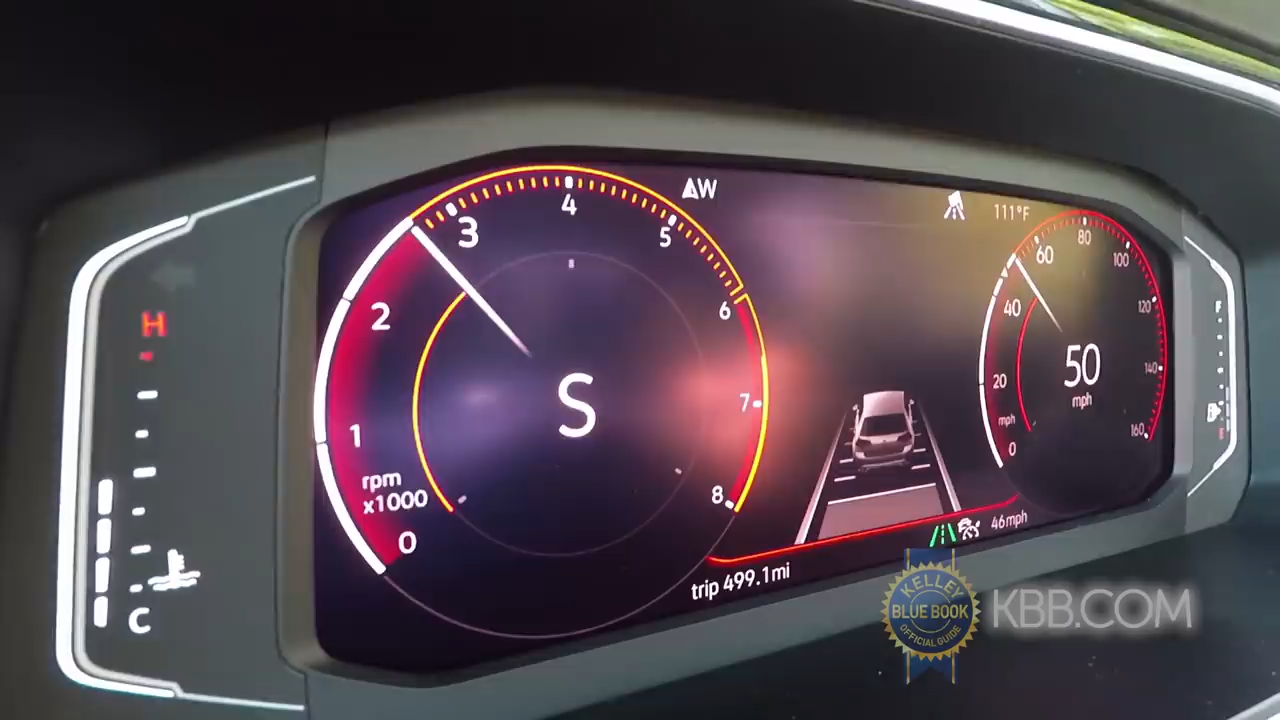 H
C
rpm
x1000
0
1
2
3
4
5
6
7
8
S
W
trip 499.1mi
111°F
46mph
50
mph
mph
0
20
40
60
80
100
120
140
160
F
E
KELLEY
BLUE BOOK
OFFICIAL GUIDE
KBB.COM